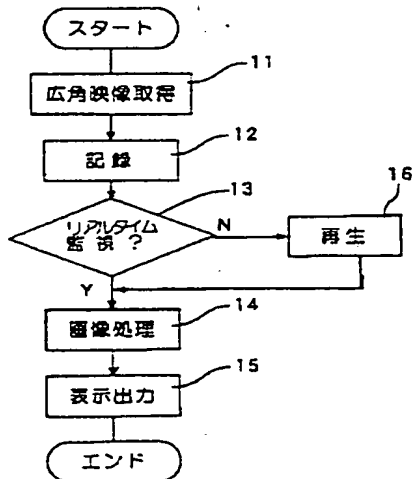 スタート
11
広角映像取得
12
記録
13
リアルタイム
監視？
N
16
再生
Y
14
画像処理
15
表示出力
エンド